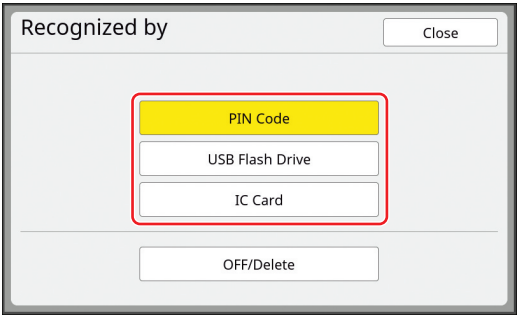 Recognized by
Close
PIN Code
USB Flash Drive
IC Card
OFF/Delete